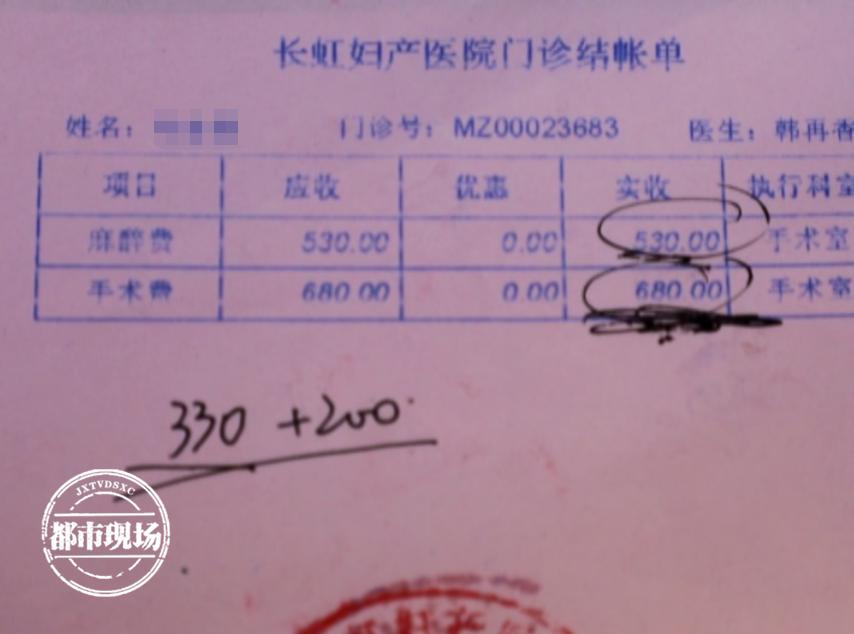 长虹妇产医院门诊结帐单
姓名： 门诊号：MZ00023683 医生：韩再香
项目 应收 优惠 实收 执行科室
麻醉费 530.00 0.00 530.00 手术室
手术费 680.00 0.00 680.00 手术室
330 +200
JXTVDSXC
都市现场